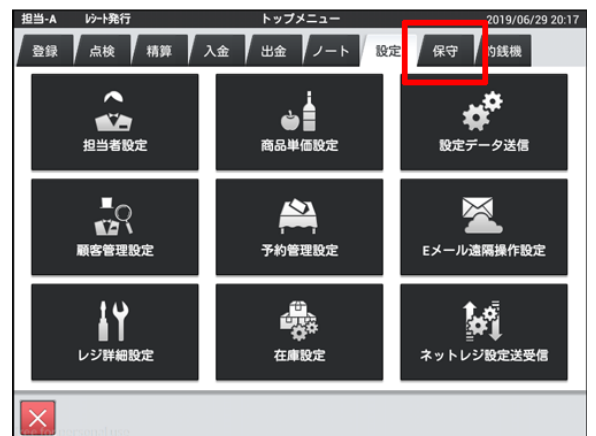 担当-A ﾚｼｰﾄ発行 トップメニュー 2019/06/29 20:17
登録 点検 精算 入金 出金 ノート 設定 保守 釣銭機
担当者設定 商品単価設定 設定データ送信
顧客管理設定 予約管理設定 Eメール遠隔操作設定
レジ詳細設定 在庫設定 ネットレジ設定送受信